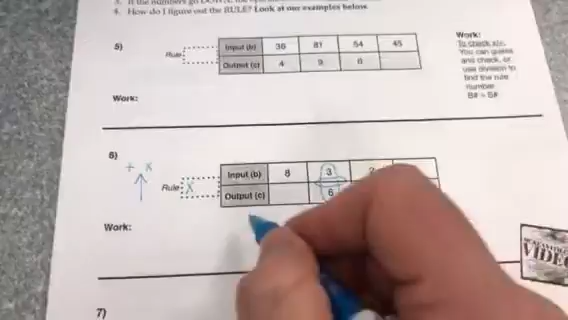 4. How do I figure out the RULE? Look at our examples below
5)
Rule:
Input (b) 36 81 54 45
Output (c) 4 9 6
Work:
Work:
To check x/÷,
You can guess
and check, or
use division to
find the rule
number
B# ÷ S#
6)
+ x
Rule: X
Input (b) 8 3
Output (c) 6
Work:
VIDEO
7)